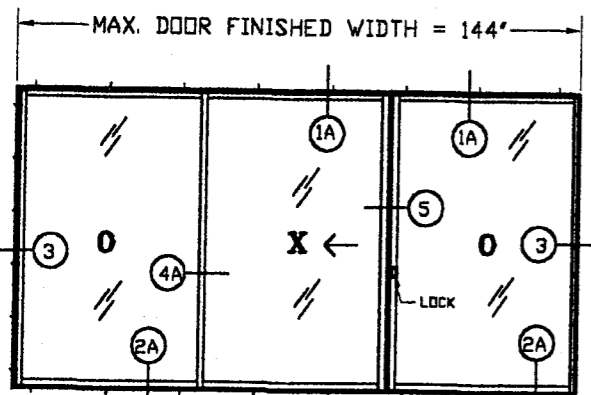 MAX. DOOR FINISHED WIDTH = 144"
1A
1A
5
3
O
X
O
3
4A
LOCK
2A
2A